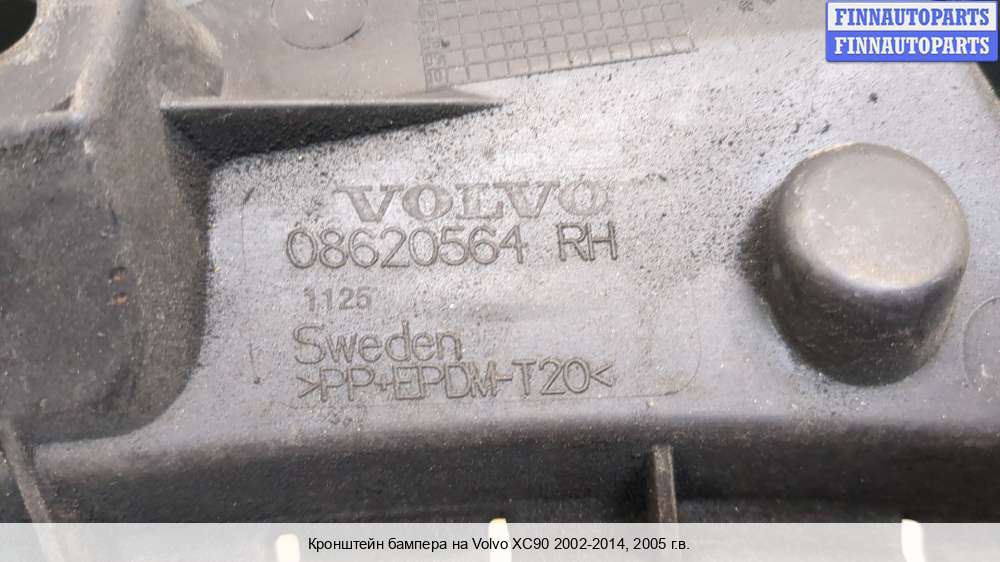 FINNAUTOPARTS
FINNAUTOPARTS
VOLVO
08620564 RH
1125
Sweden
>PP+EPDM-T20<
Кронштейн бампера на Volvo XC90 2002-2014, 2005 г.в.